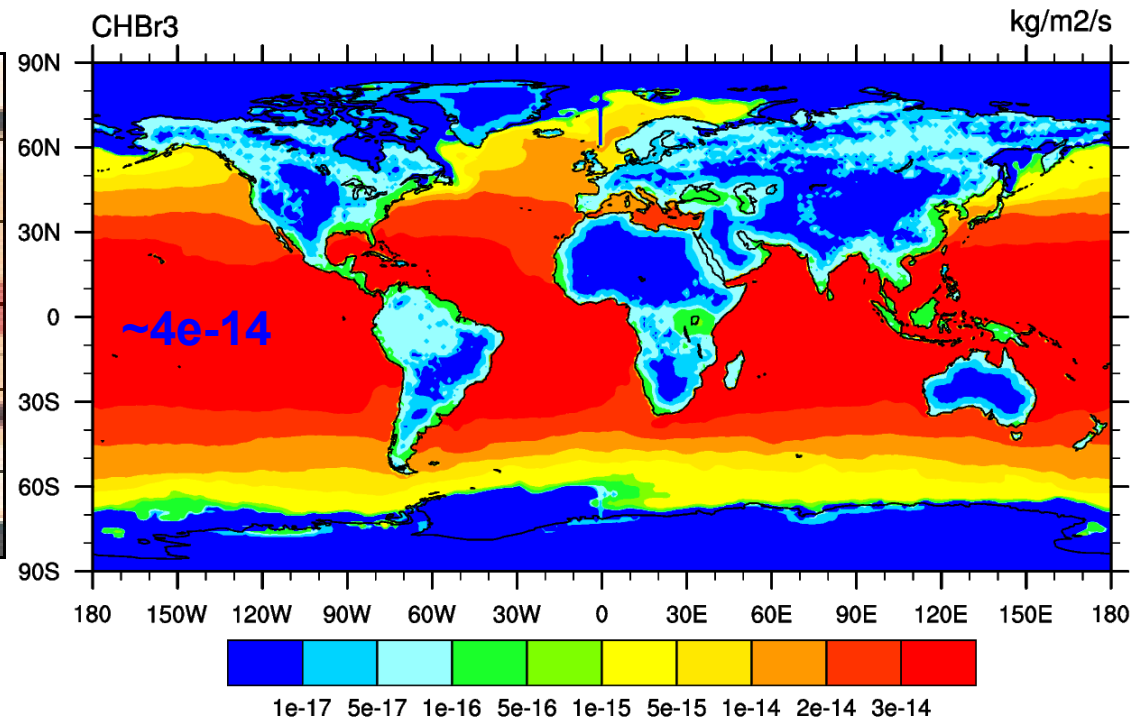 CHBr3 kg/m2/s
90N
60N
30N
0
30S
60S
90S
~4e-14
180 150W 120W 90W 60W 30W 0 30E 60E 90E 120E 150E 180
1e-17 5e-17 1e-16 5e-16 1e-15 5e-15 1e-14 2e-14 3e-14